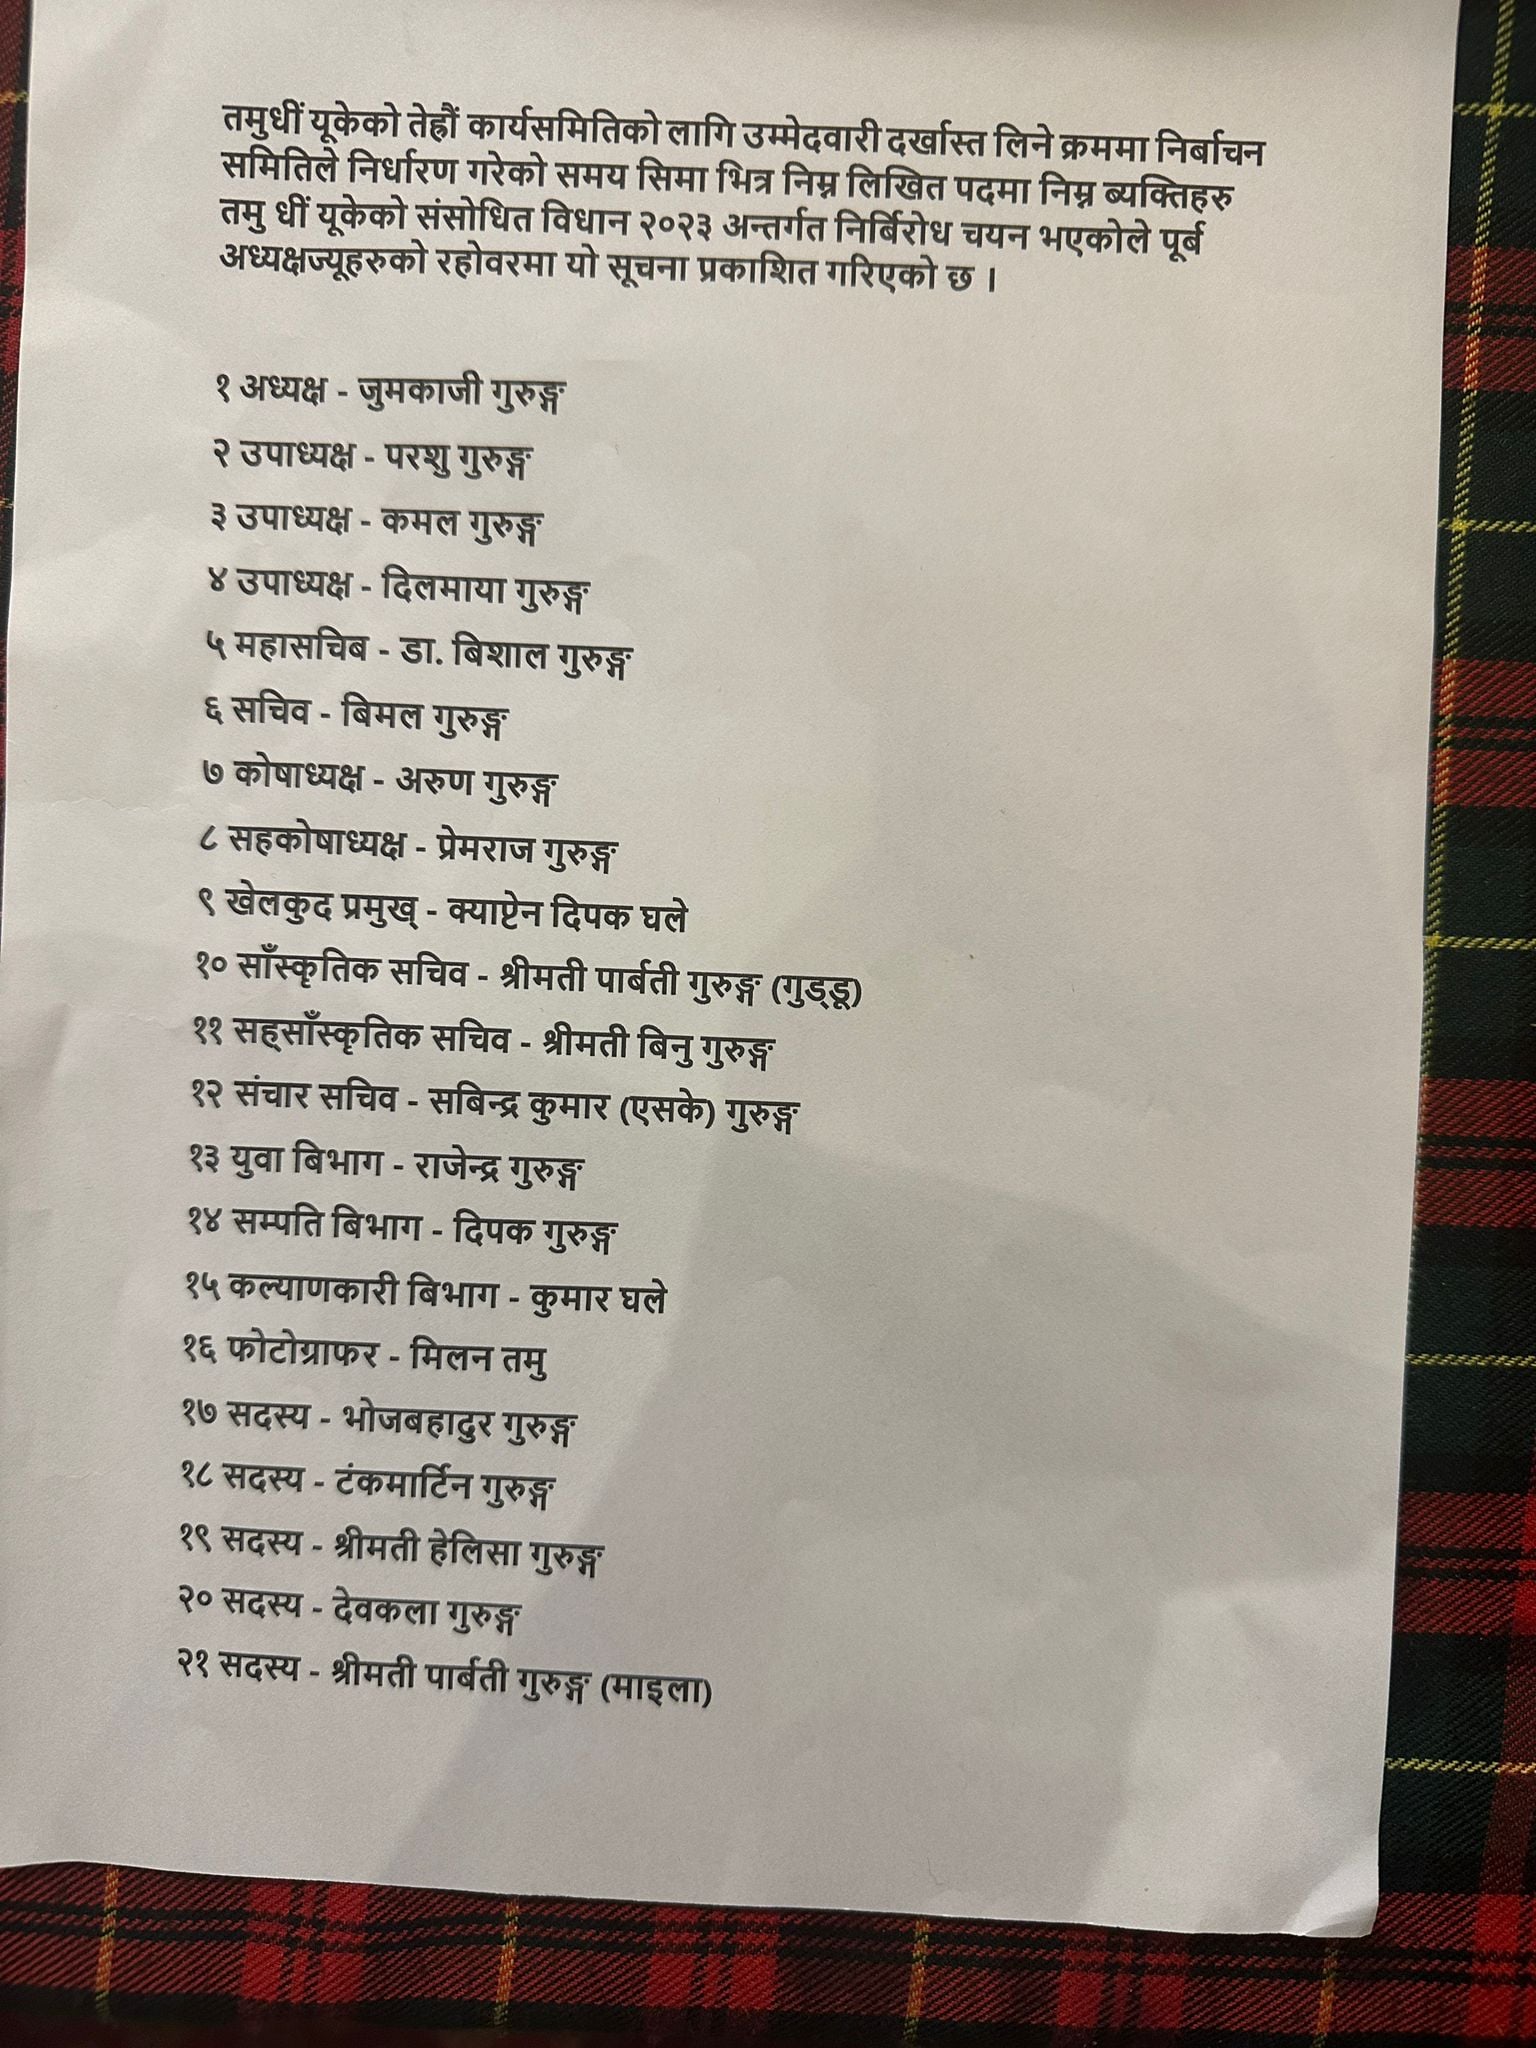 तमुधीं यूकेको तेह्रौं कार्यसमितिको लागि उम्मेदवारी दर्खास्त लिने क्रममा निर्बाचन
समितिले निर्धारण गरेको समय सिमा भित्र निम्न लिखित पदमा निम्न ब्यक्तिहरु
तमु धीं यूकेको संसोधित विधान २०२३ अन्तर्गत निर्बिरोध चयन भएकोले पूर्ब
अध्यक्षज्यूहरुको रहोवरमा यो सूचना प्रकाशित गरिएको छ ।
१ अध्यक्ष - जुमकाजी गुरुङ्ग
२ उपाध्यक्ष - परशु गुरुङ्ग
३ उपाध्यक्ष - कमल गुरुङ्ग
४ उपाध्यक्ष - दिलमाया गुरुङ्ग
५ महासचिब - डा. बिशाल गुरुङ्ग
६ सचिव - बिमल गुरुङ्ग
७ कोषाध्यक्ष - अरुण गुरुङ्ग
८ सहकोषाध्यक्ष - प्रेमराज गुरुङ्ग
९ खेलकुद प्रमुख् - क्याप्टेन दिपक घले
१० साँस्कृतिक सचिव - श्रीमती पार्बती गुरुङ्ग (गुड्डू)
११ सह्साँस्कृतिक सचिव - श्रीमती बिनु गुरुङ्ग
१२ संचार सचिव - सबिन्द्र कुमार (एसके) गुरुङ्ग
१३ युवा बिभाग - राजेन्द्र गुरुङ्ग
१४ सम्पति बिभाग - दिपक गुरुङ्ग
१५ कल्याणकारी बिभाग - कुमार घले
१६ फोटोग्राफर - मिलन तमु
१७ सदस्य - भोजबहादुर गुरुङ्ग
१८ सदस्य - टंकमार्टिन गुरुङ्ग
१९ सदस्य - श्रीमती हेलिसा गुरुङ्ग
२० सदस्य - देवकला गुरुङ्ग
२१ सदस्य - श्रीमती पार्बती गुरुङ्ग (माइला)